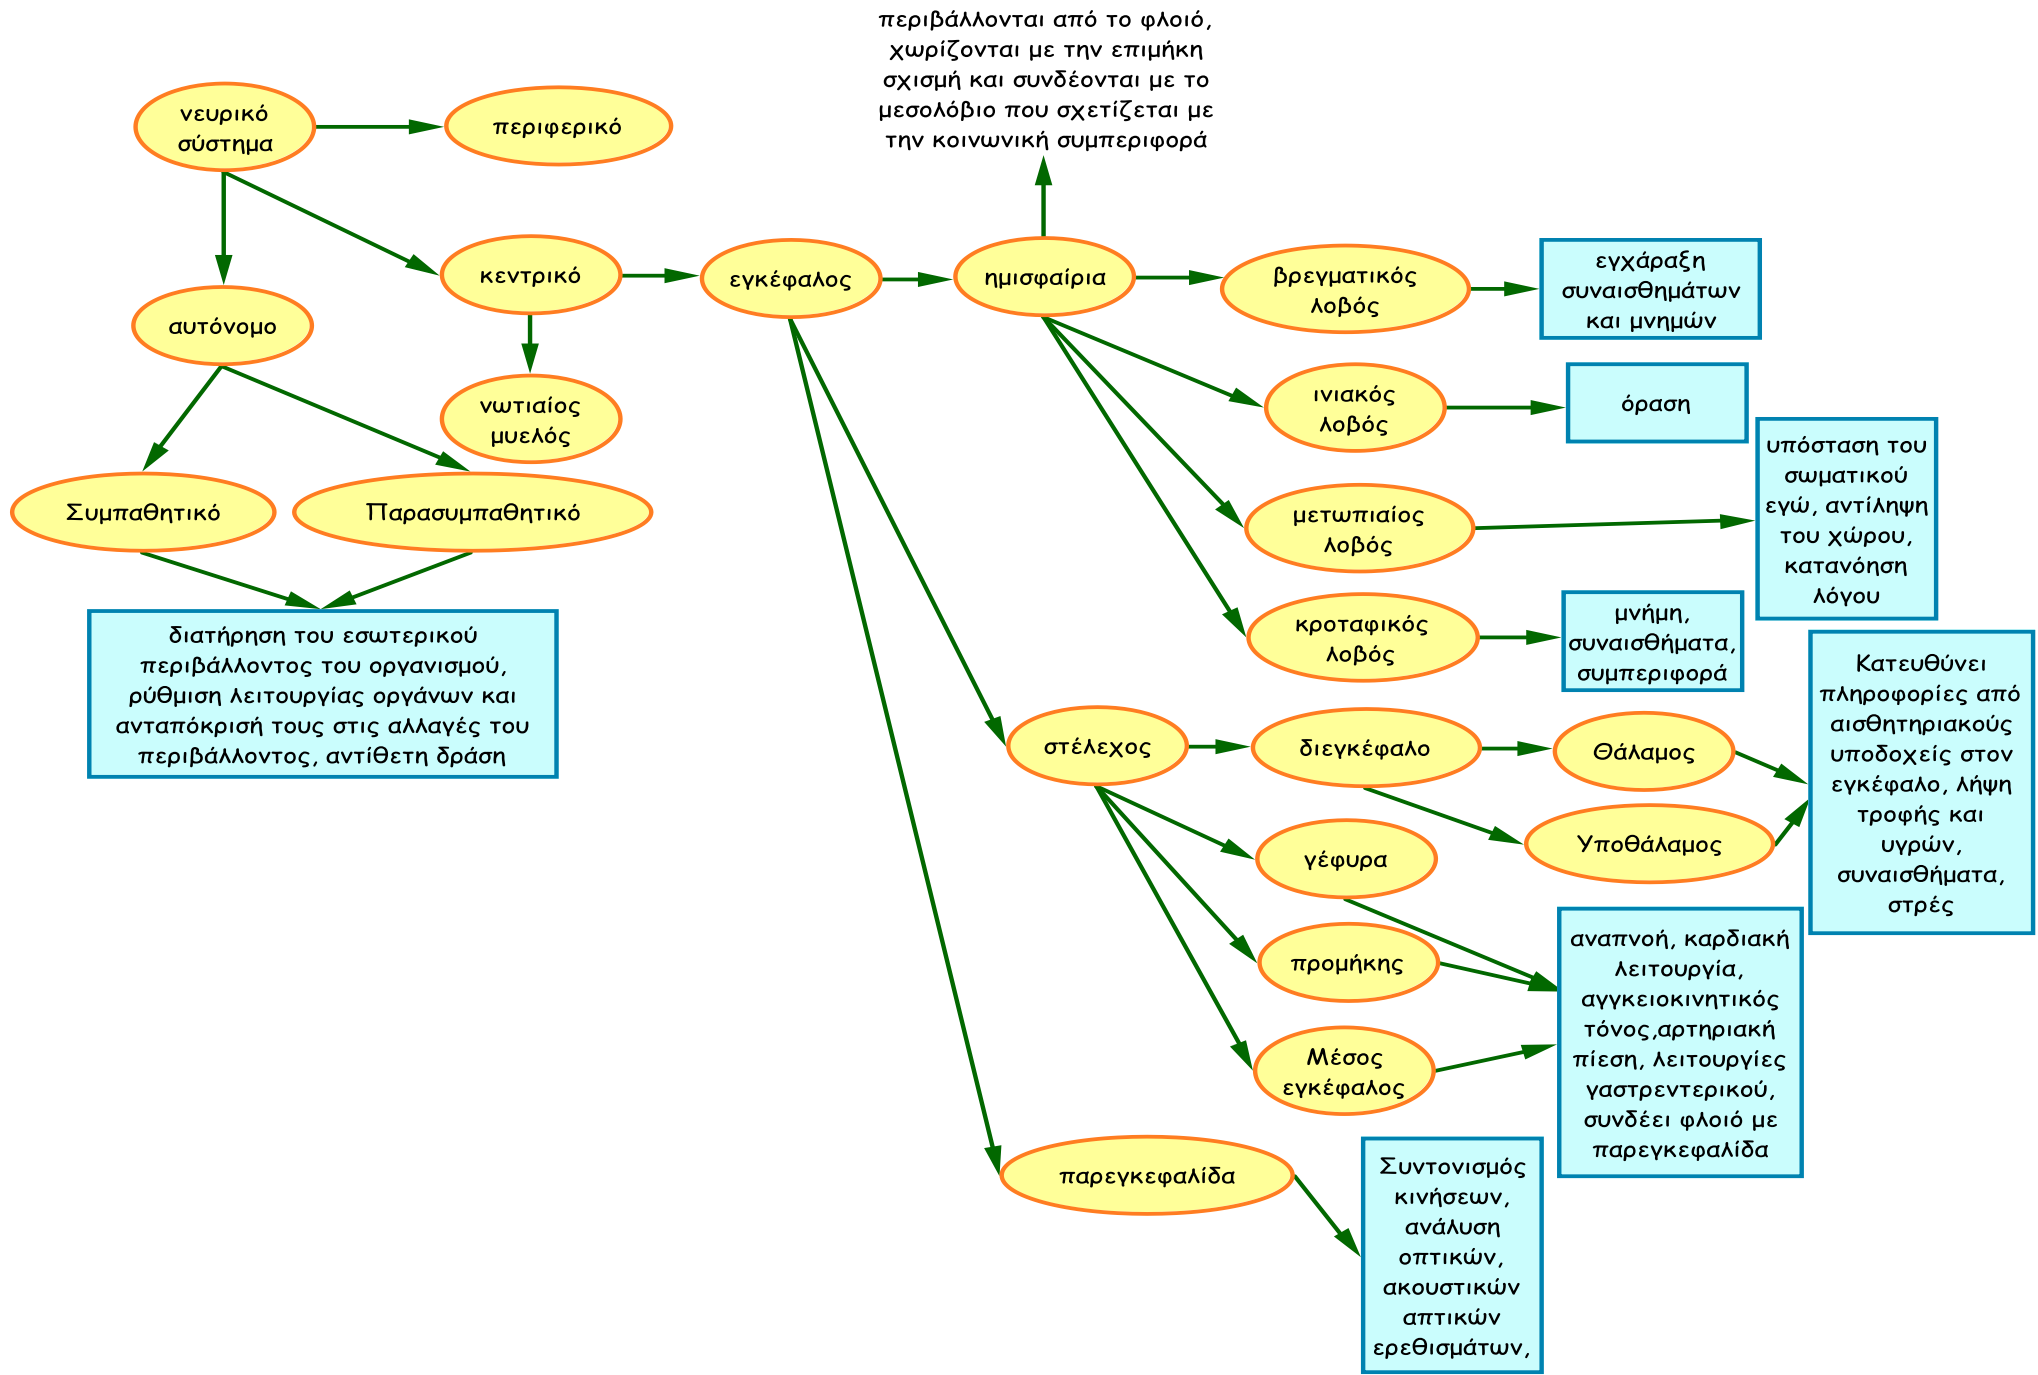 περιβάλλονται από το φλοιό,
χωρίζονται με την επιμήκη
σχισμή και συνδέονται με το
μεσολόβιο που σχετίζεται με
την κοινωνική συμπεριφορά
νευρικό
σύστημα
περιφερικό
κεντρικό
εγκέφαλος
ημισφαίρια
βρεγματικός
λοβός
εγχάραξη
συναισθημάτων
και μνημών
αυτόνομο
νωτιαίος
μυελός
ινιακός
λοβός
όραση
Συμπαθητικό
Παρασυμπαθητικό
μετωπιαίος
λοβός
υπόσταση του
σωματικού
εγώ, αντίληψη
του χώρου,
κατανόηση
λόγου
κροταφικός
λοβός
μνήμη,
συναισθήματα,
συμπεριφορά
διατήρηση του εσωτερικού
περιβάλλοντος του οργανισμού,
ρύθμιση λειτουργίας οργάνων και
ανταπόκρισή τους στις αλλαγές του
περιβάλλοντος, αντίθετη δράση
στέλεχος
διεγκέφαλο
Θάλαμος
Υποθάλαμος
Κατευθύνει
πληροφορίες από
αισθητηριακούς
υποδοχείς στον
εγκέφαλο, λήψη
τροφής και
υγρών,
συναισθήματα,
στρές
γέφυρα
προμήκης
Μέσος
εγκέφαλος
αναπνοή, καρδιακή
λειτουργία,
αγγκειοκινητικός
τόνος,αρτηριακή
πίεση, λειτουργίες
γαστρεντερικού,
συνδέει φλοιό με
παρεγκεφαλίδα
παρεγκεφαλίδα
Συντονισμός
κινήσεων,
ανάλυση
οπτικών,
ακουστικών
απτικών
ερεθισμάτων,